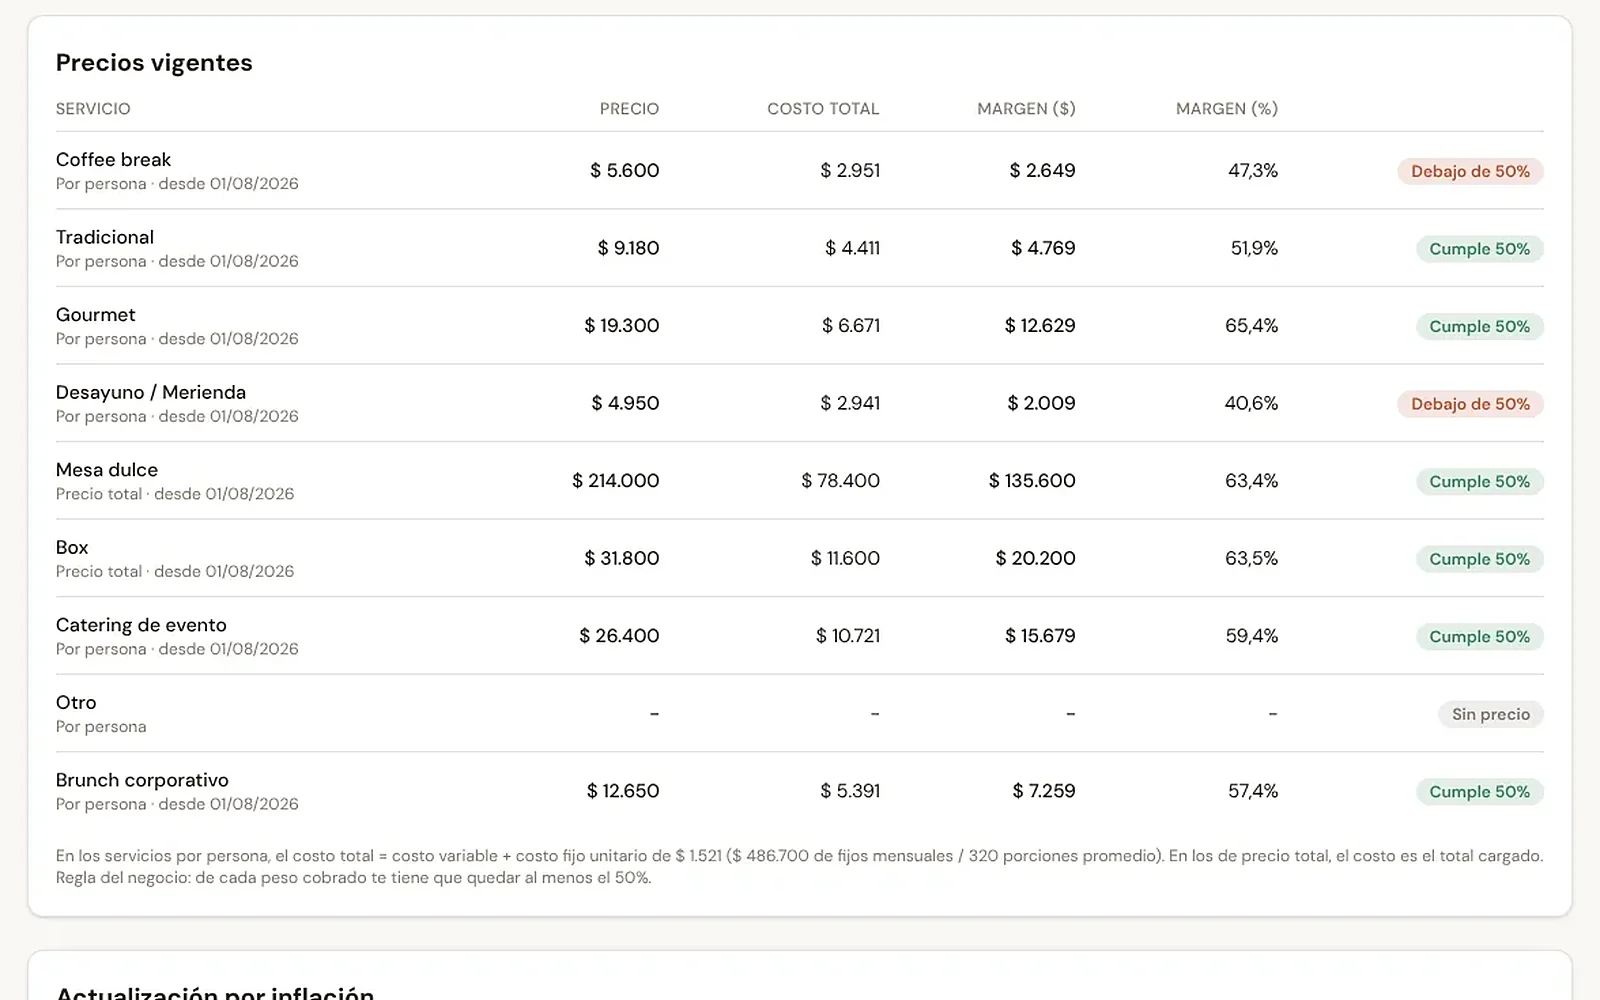 Precios vigentes
SERVICIO PRECIO COSTO TOTAL MARGEN ($) MARGEN (%)
Coffee break
Por persona · desde 01/08/2026
$ 5.600 $ 2.951 $ 2.649 47,3% Debajo de 50%
Tradicional
Por persona · desde 01/08/2026
$ 9.180 $ 4.411 $ 4.769 51,9% Cumple 50%
Gourmet
Por persona · desde 01/08/2026
$ 19.300 $ 6.671 $ 12.629 65,4% Cumple 50%
Desayuno / Merienda
Por persona · desde 01/08/2026
$ 4.950 $ 2.941 $ 2.009 40,6% Debajo de 50%
Mesa dulce
Precio total · desde 01/08/2026
$ 214.000 $ 78.400 $ 135.600 63,4% Cumple 50%
Box
Precio total · desde 01/08/2026
$ 31.800 $ 11.600 $ 20.200 63,5% Cumple 50%
Catering de evento
Por persona · desde 01/08/2026
$ 26.400 $ 10.721 $ 15.679 59,4% Cumple 50%
Otro
Por persona
– – – – Sin precio
Brunch corporativo
Por persona · desde 01/08/2026
$ 12.650 $ 5.391 $ 7.259 57,4% Cumple 50%
En los servicios por persona, el costo total = costo variable + costo fijo unitario de $ 1.521 ($ 486.700 de fijos mensuales / 320 porciones promedio). En los de precio total, el costo es el total cargado.
Regla del negocio: de cada peso cobrado te tiene que quedar al menos el 50%.
Actualización por inflación